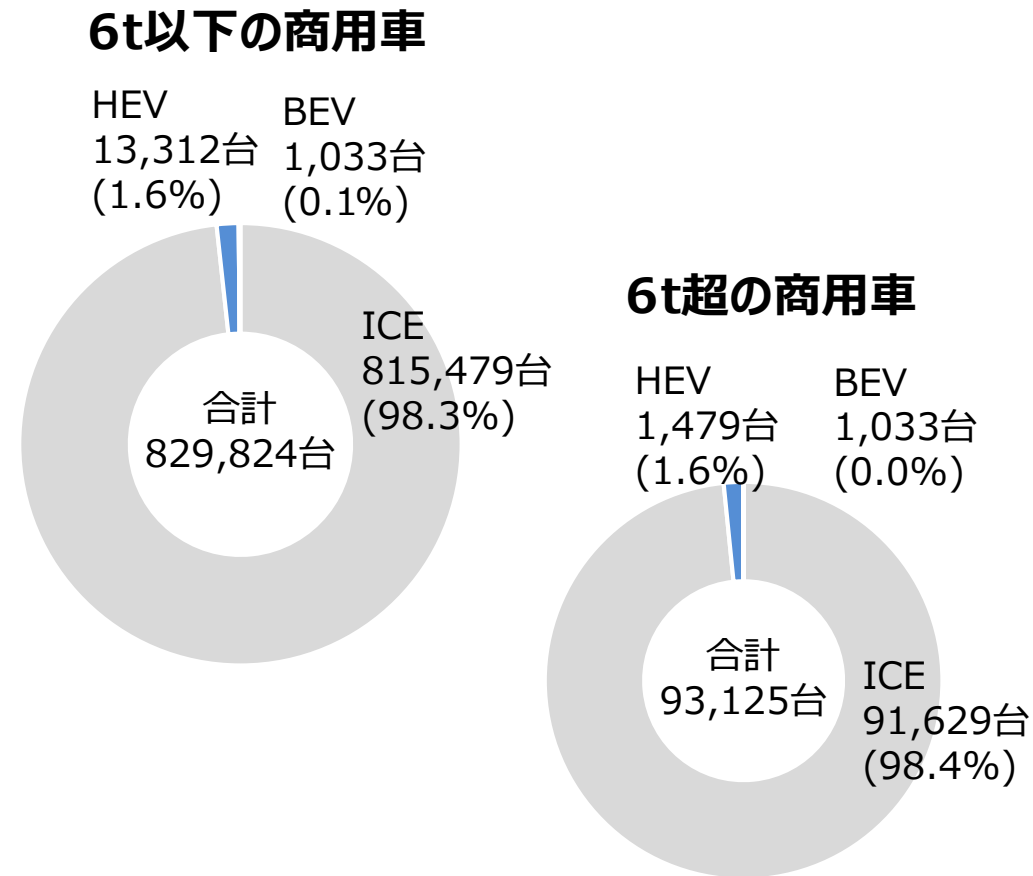 6t以下の商用車
HEV
13,312台
(1.6%)
BEV
1,033台
(0.1%)
ICE
815,479台
(98.3%)
合計
829,824台
6t超の商用車
HEV
1,479台
(1.6%)
BEV
1,033台
(0.0%)
合計
93,125台
ICE
91,629台
(98.4%)